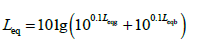 L_eq = 10lg(10^{0.1L_eqg} + 10^{0.1L_eqb})